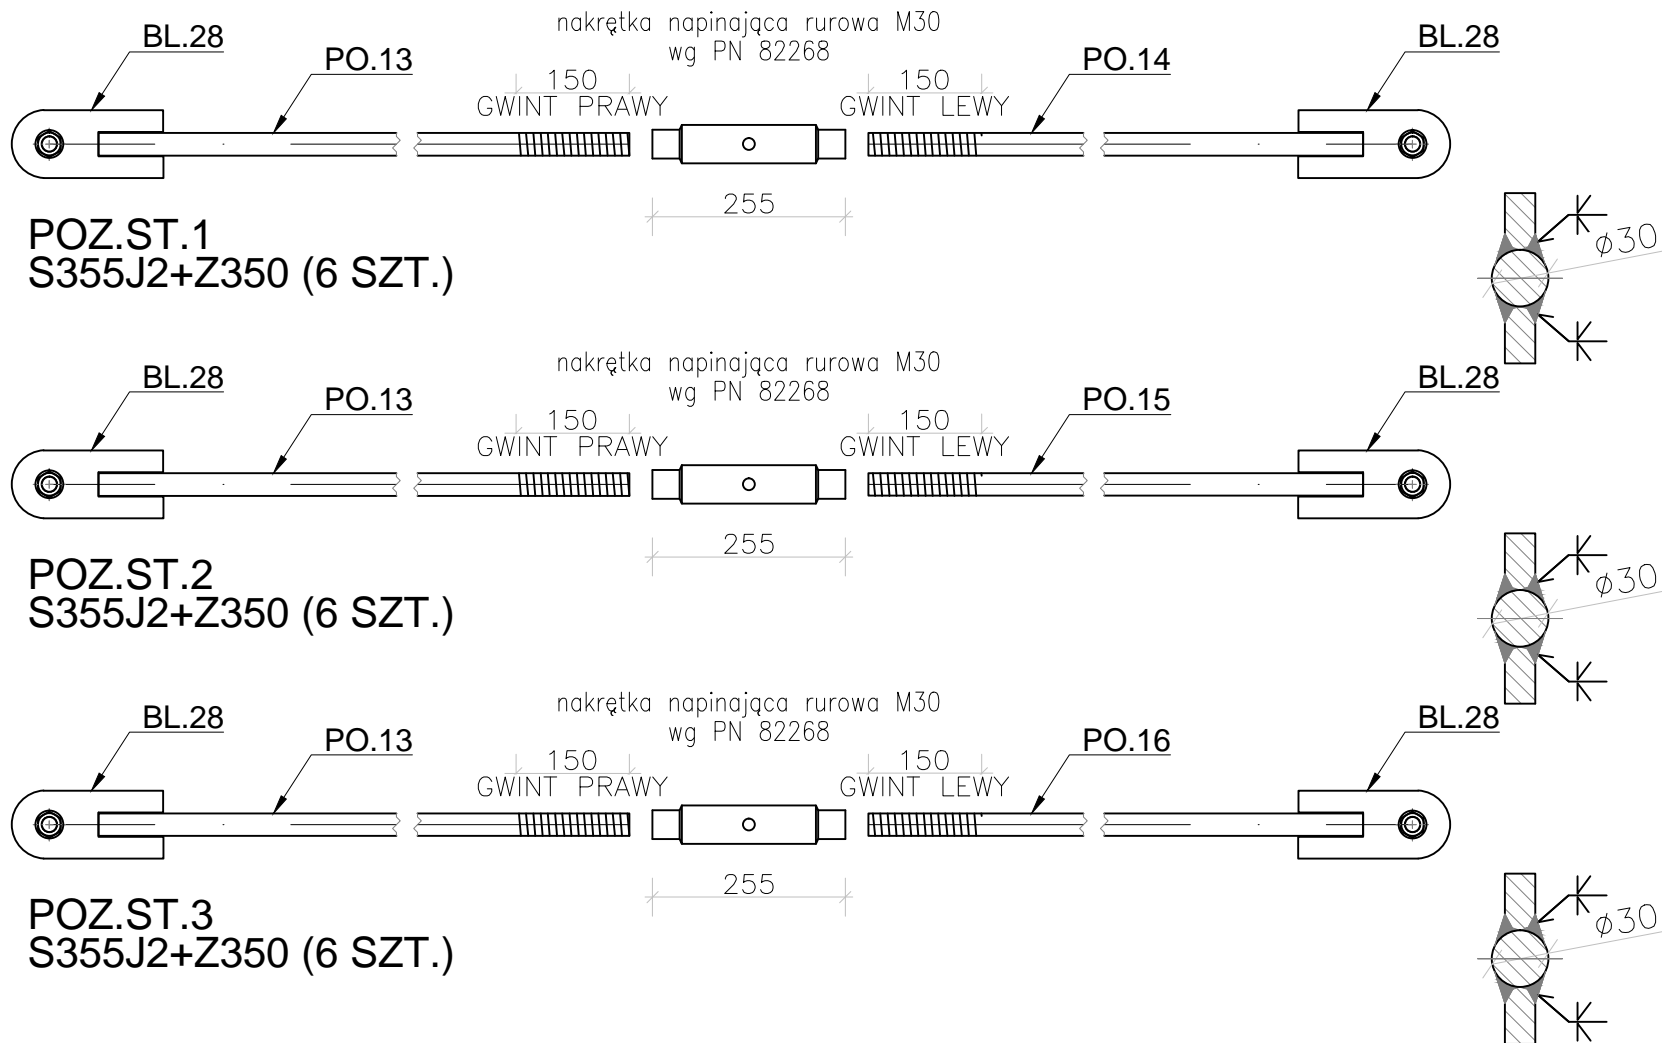 nakrętka napinająca rurowa M30
wg PN 82268
BL.28
PO.13
PO.14
BL.28
150
GWINT PRAWY
150
GWINT LEWY
255
POZ.ST.1
S355J2+Z350 (6 SZT.)
ø30
nakrętka napinająca rurowa M30
wg PN 82268
BL.28
PO.13
PO.15
BL.28
150
GWINT PRAWY
150
GWINT LEWY
255
POZ.ST.2
S355J2+Z350 (6 SZT.)
ø30
nakrętka napinająca rurowa M30
wg PN 82268
BL.28
PO.13
PO.16
BL.28
150
GWINT PRAWY
150
GWINT LEWY
255
POZ.ST.3
S355J2+Z350 (6 SZT.)
ø30